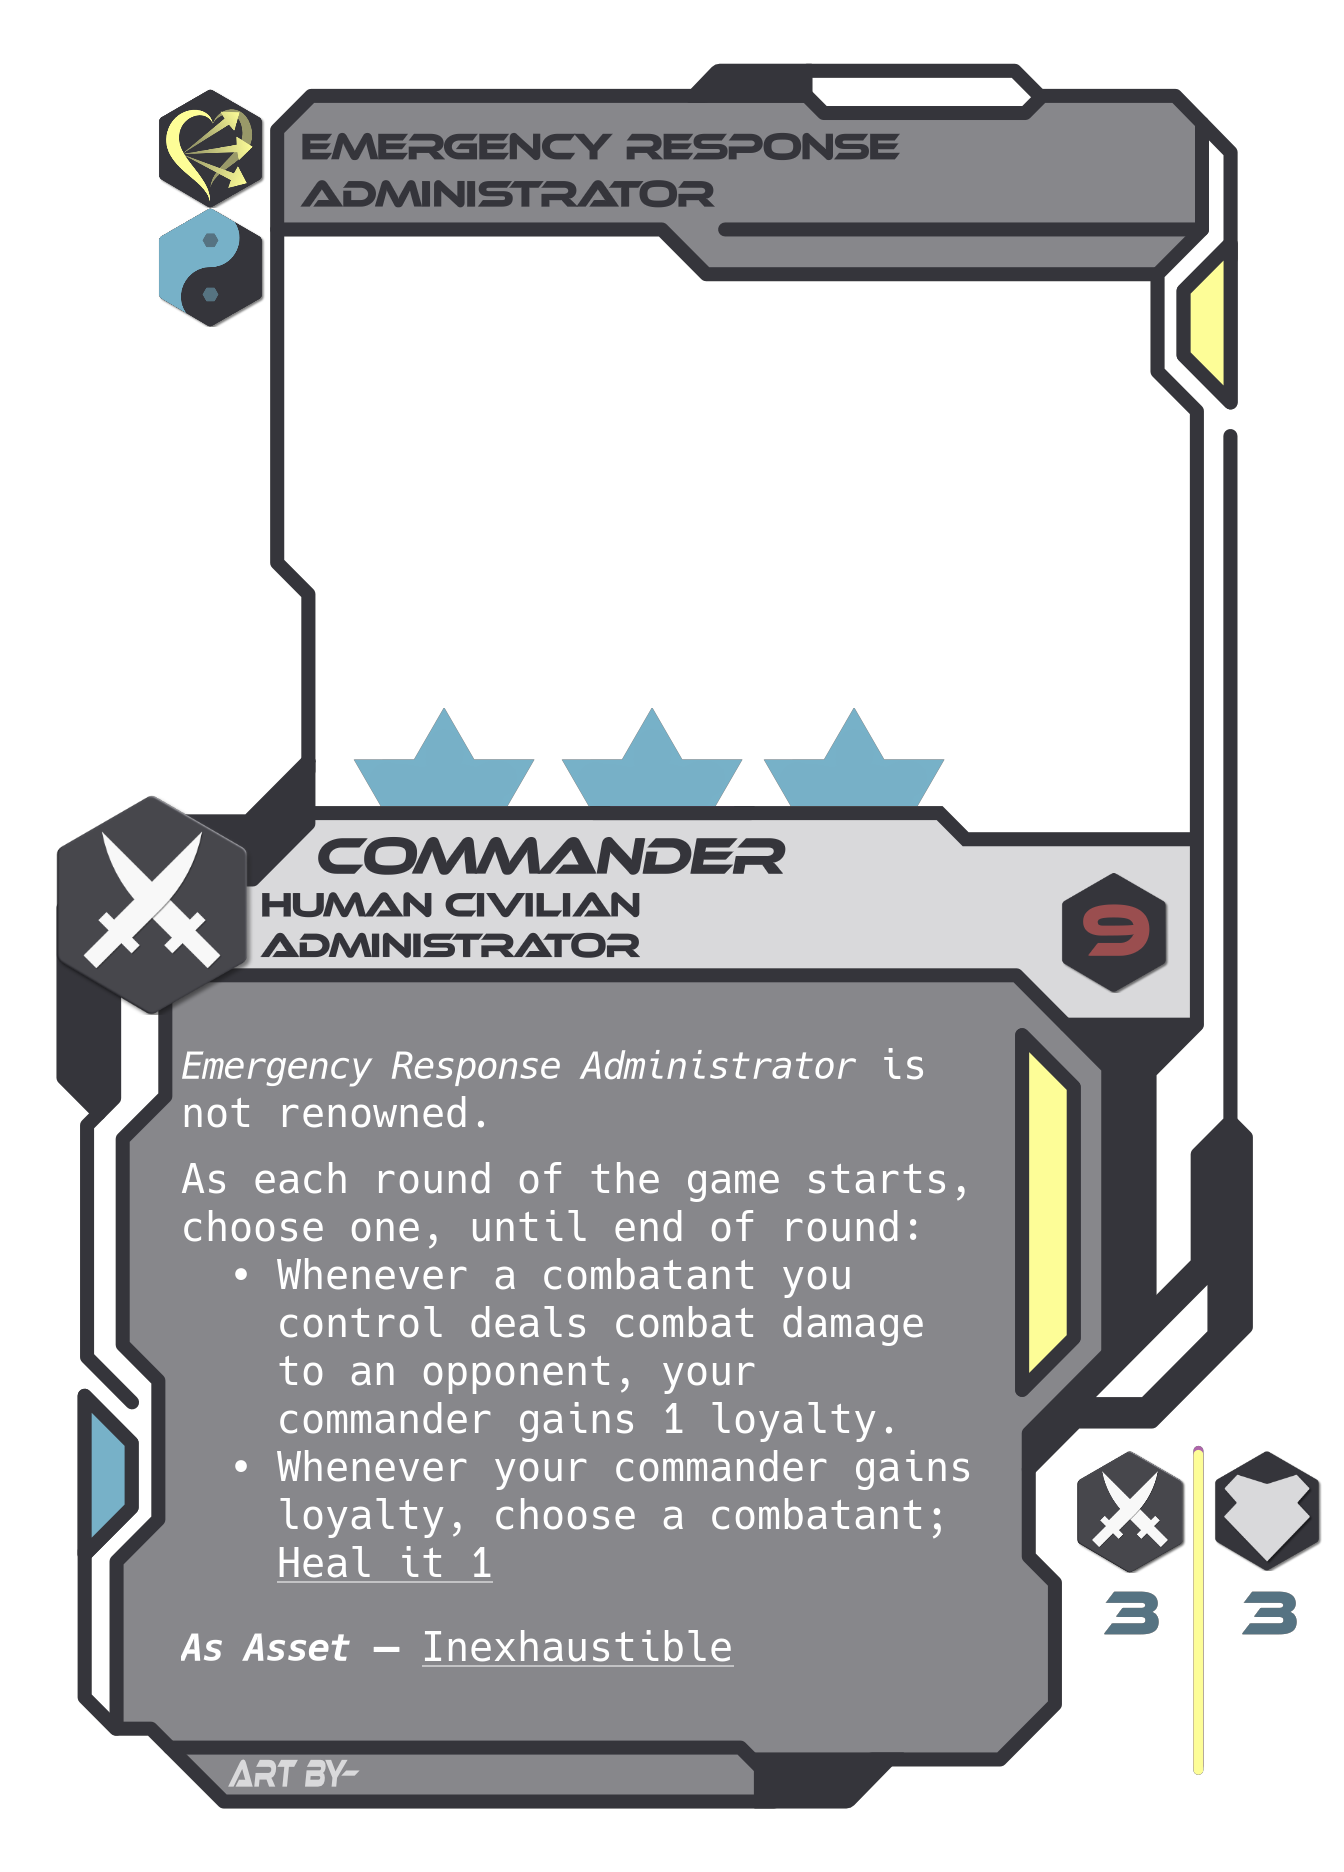 EMERGENCY RESPONSE
ADMINISTRATOR
COMMANDER
HUMAN CIVILIAN
ADMINISTRATOR
9
Emergency Response Administrator is
not renowned.
As each round of the game starts,
choose one, until end of round:
• Whenever a combatant you
control deals combat damage
to an opponent, your
commander gains 1 loyalty.
• Whenever your commander gains
loyalty, choose a combatant;
Heal it 1
As Asset — Inexhaustible
3 3
ART BY-